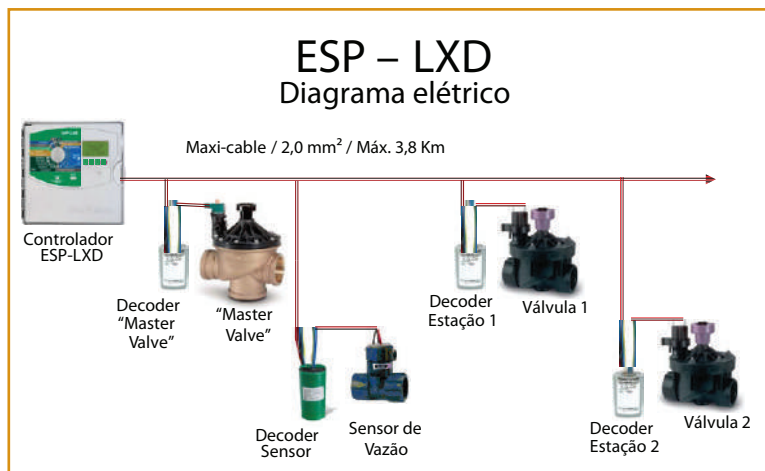 ESP – LXD
Diagrama elétrico
Maxi-cable / 2,0 mm² / Máx. 3,8 Km
Controlador
ESP-LXD
Decoder
“Master
Valve”
“Master
Valve”
Decoder
Sensor
Sensor de
Vazão
Decoder
Estação 1
Válvula 1
Decoder
Estação 2
Válvula 2